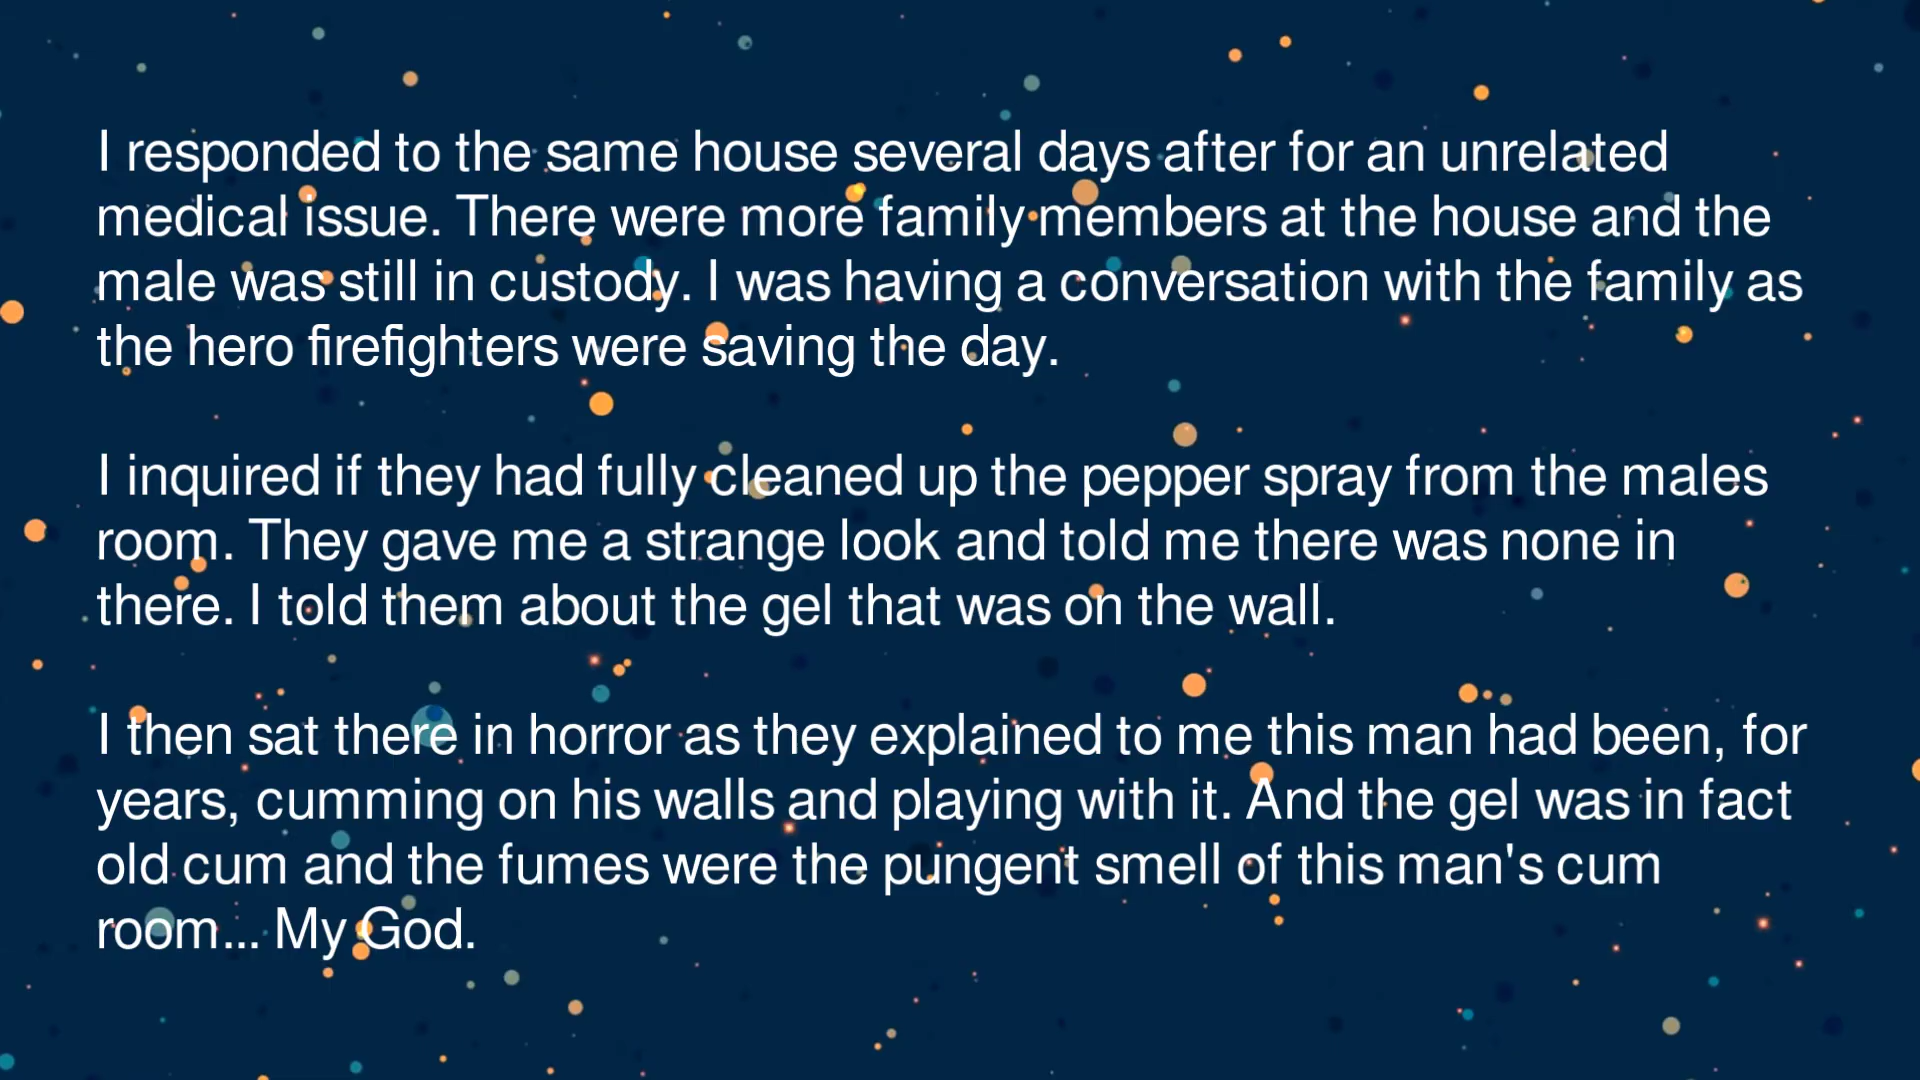 I responded to the same house several days after for an unrelated
medical issue. There were more family members at the house and the
male was still in custody. I was having a conversation with the family as
the hero firefighters were saving the day.
I inquired if they had fully cleaned up the pepper spray from the males
room. They gave me a strange look and told me there was none in
there. I told them about the gel that was on the wall.
I then sat there in horror as they explained to me this man had been, for
years, cumming on his walls and playing with it. And the gel was in fact
old cum and the fumes were the pungent smell of this man's cum
room... My God.